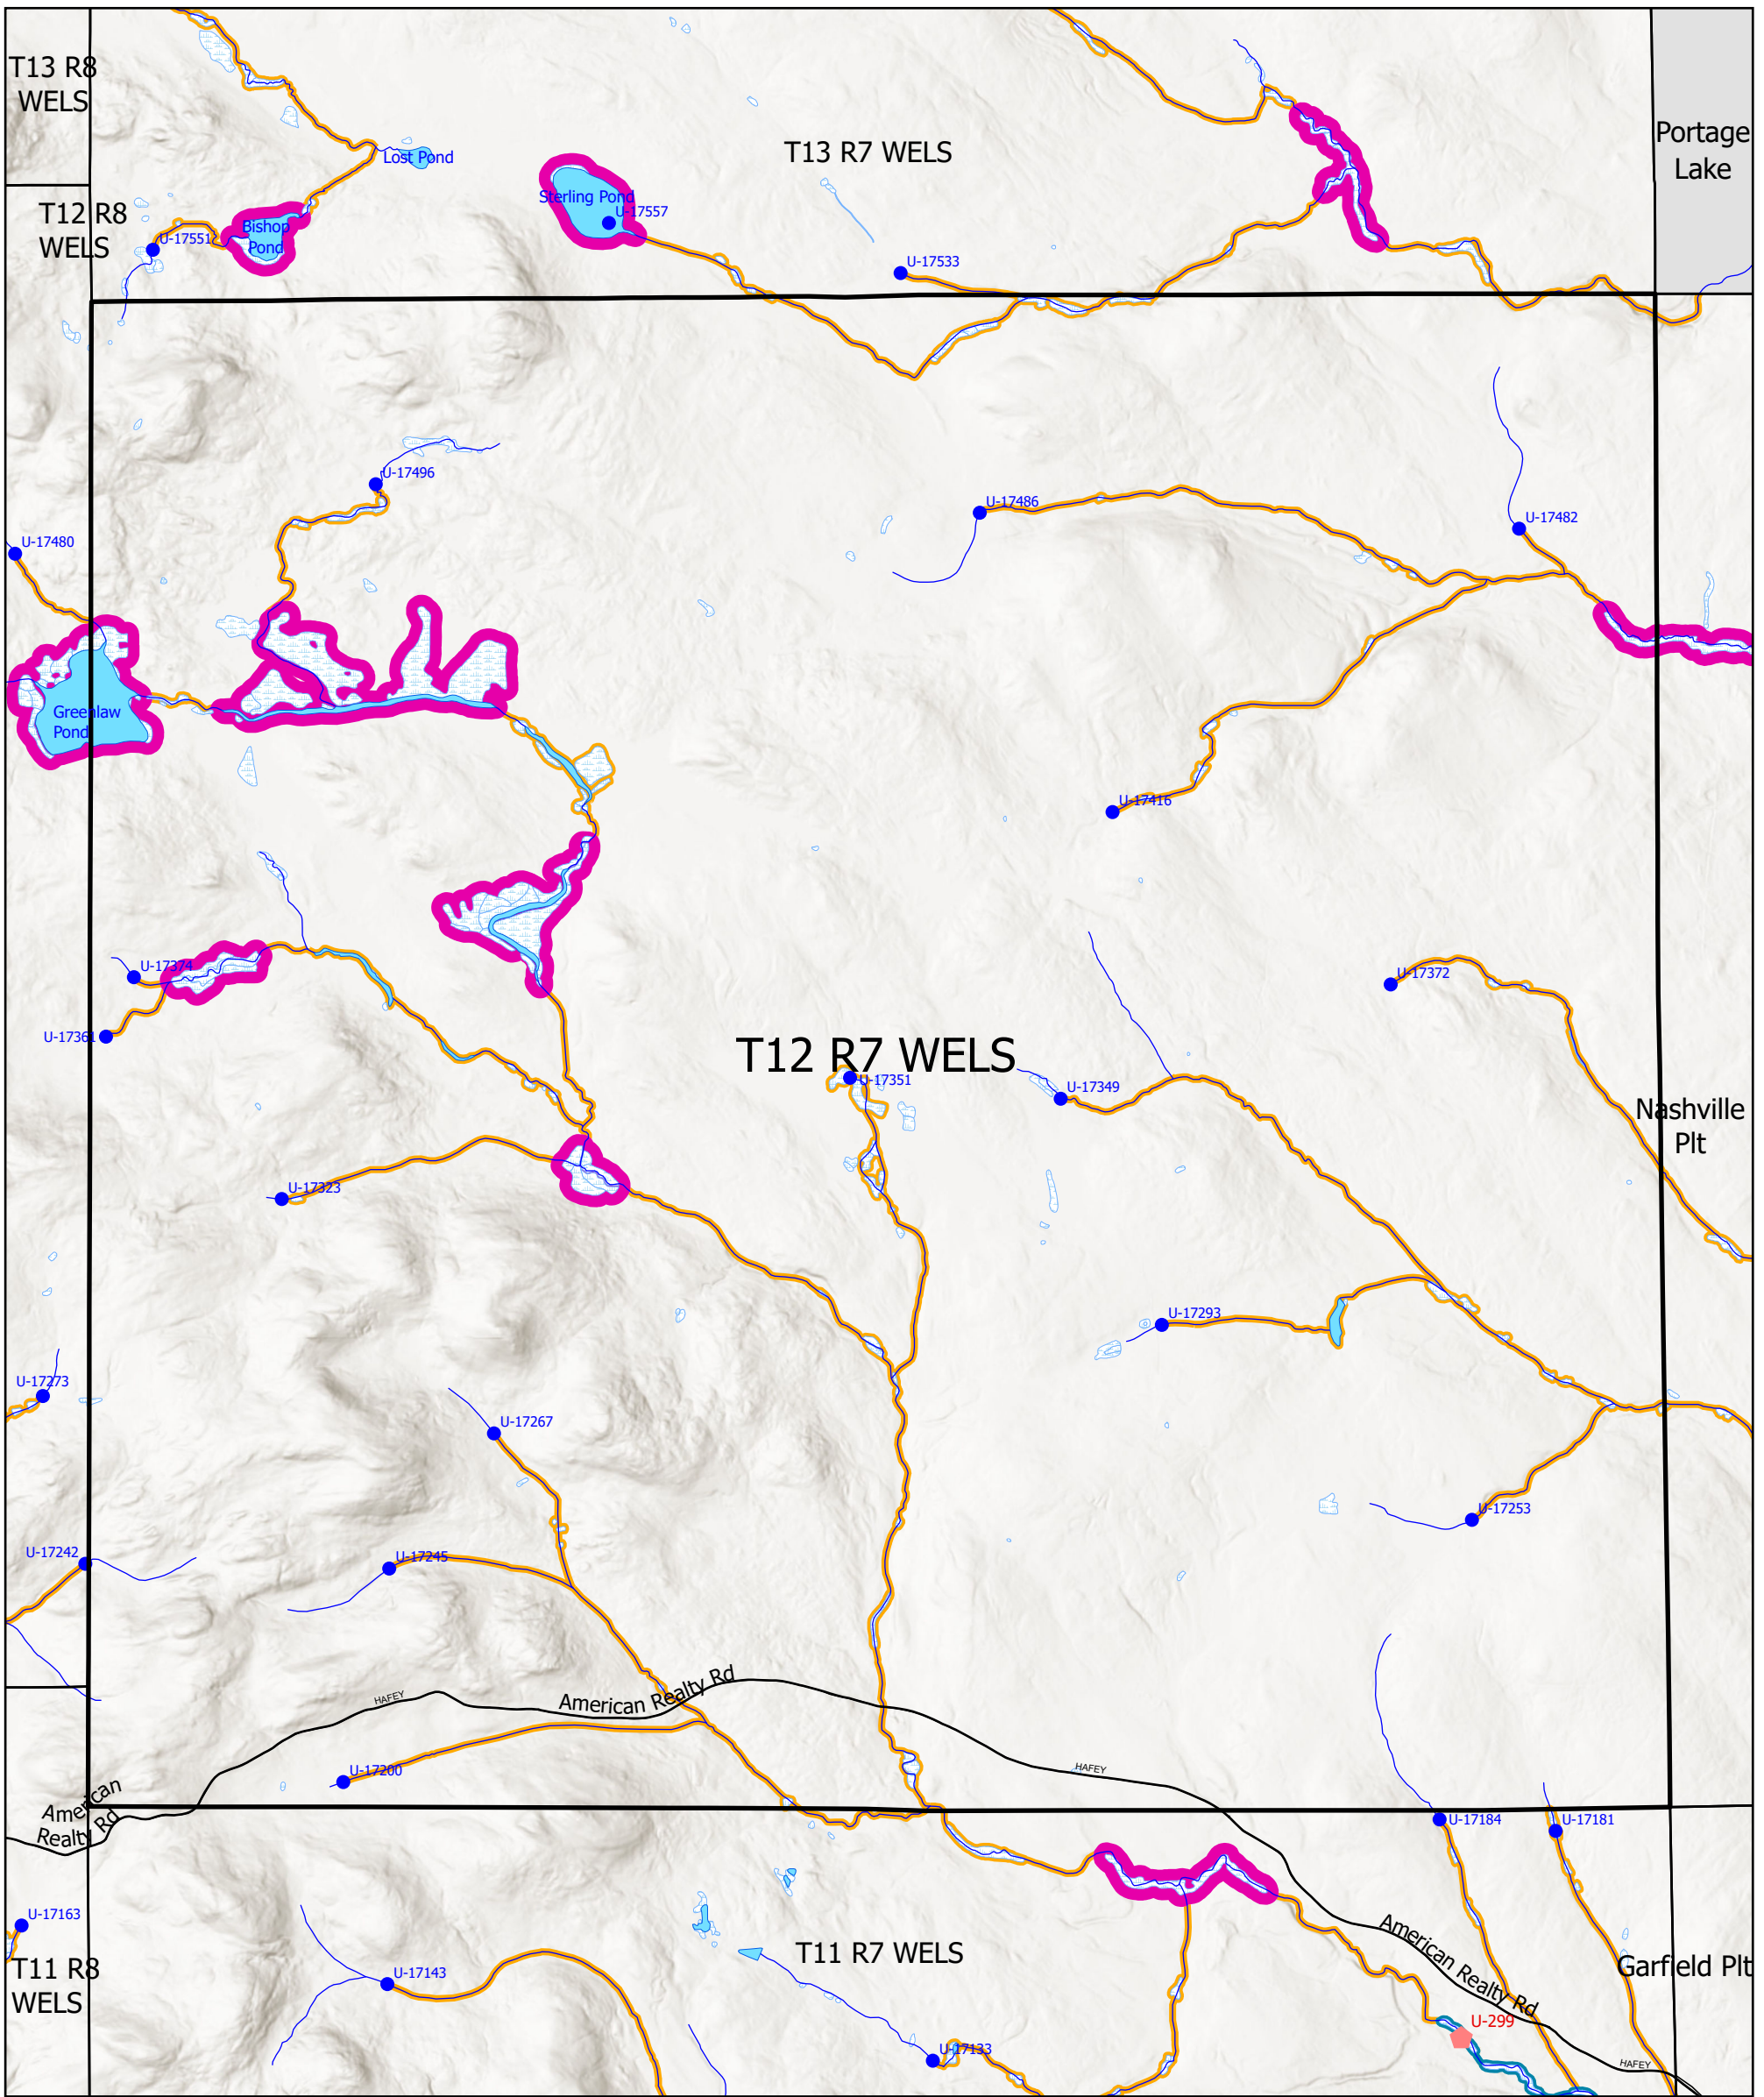 T13 R8
WELS
T13 R7 WELS
Portage
Lake
Lost Pond
Sterling Pond
U-17557
T12 R8
WELS
U-17551
Bishop
Pond
U-17533
U-17496
U-17486
U-17482
U-17480
Greenlaw
Pond
U-17416
U-17374
U-17372
U-17361
T12 R7 WELS
U-17351
U-17349
Nashville
Plt
U-17323
U-17293
U-17273
U-17267
U-17253
U-17242
U-17245
HAFEY
American Realty Rd
U-17200
HAFEY
American
Realty Rd
U-17184
U-17181
U-17163
T11 R8
WELS
T11 R7 WELS
American Realty Rd
Garfield Plt
U-17143
U-299
U-17133
HAFEY